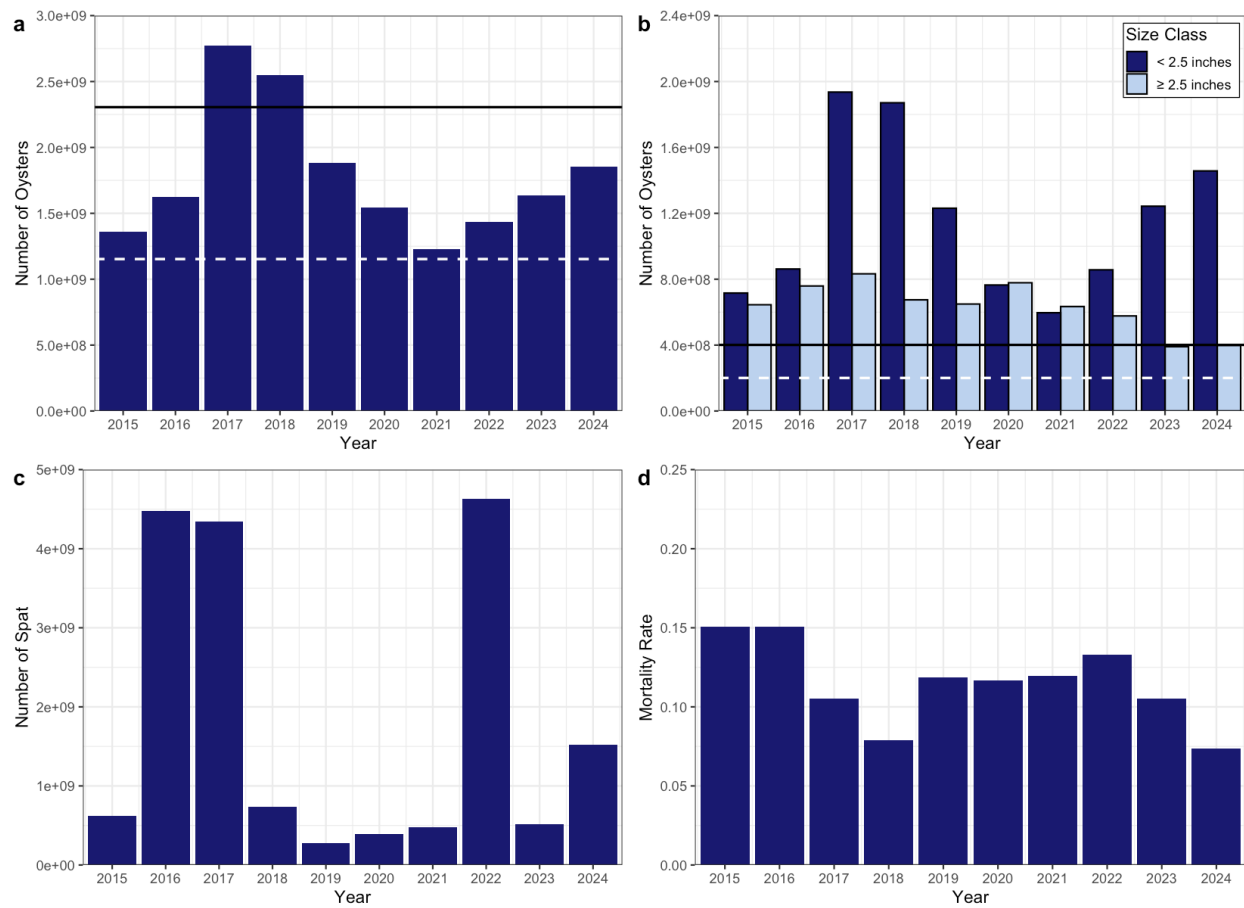 a
3.0e+09
2.5e+09
2.0e+09
1.5e+09
1.0e+09
5.0e+08
0.0e+00
Number of Oysters
2015 2016 2017 2018 2019 2020 2021 2022 2023 2024
Year
b
2.4e+09
2.0e+09
1.6e+09
1.2e+09
8.0e+08
4.0e+08
0.0e+00
Number of Oysters
Size Class
< 2.5 inches
≥ 2.5 inches
2015 2016 2017 2018 2019 2020 2021 2022 2023 2024
Year
c
5e+09
4e+09
3e+09
2e+09
1e+09
0e+00
Number of Spat
2015 2016 2017 2018 2019 2020 2021 2022 2023 2024
Year
d
0.25
0.20
0.15
0.10
0.05
0.00
Mortality Rate
2015 2016 2017 2018 2019 2020 2021 2022 2023 2024
Year